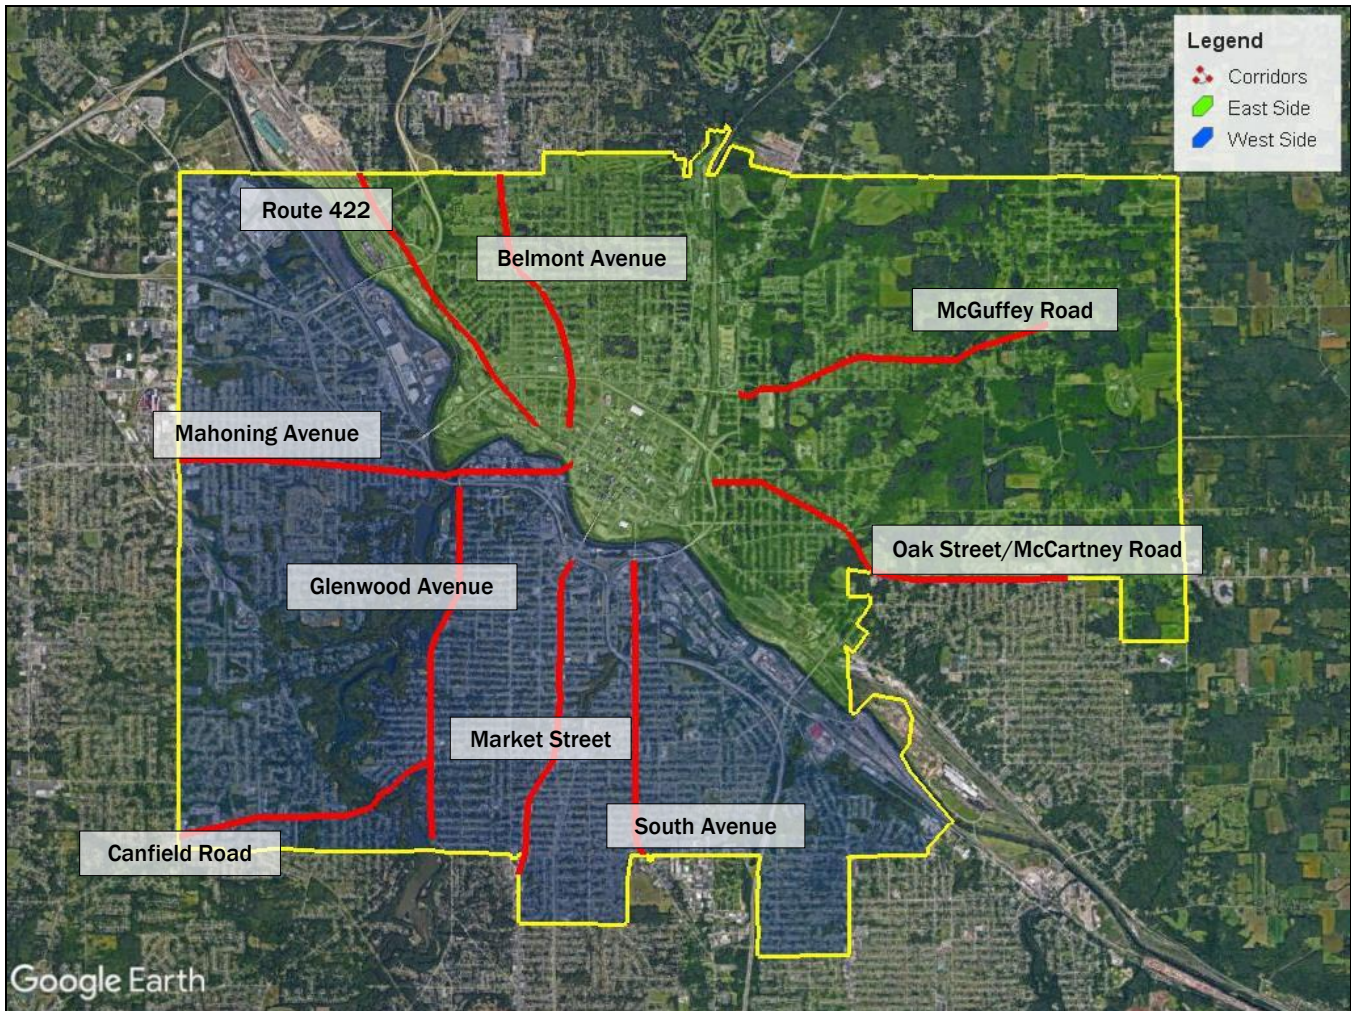 Legend
Corridors
East Side
West Side
Route 422
Belmont Avenue
McGuffey Road
Mahoning Avenue
Oak Street/McCartney Road
Glenwood Avenue
Market Street
South Avenue
Canfield Road
Google Earth